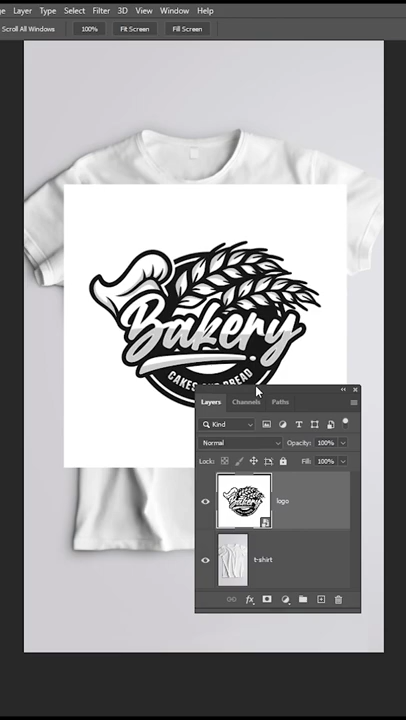 Layer Type Select Filter 3D View Window Help
Scroll All Windows 100% Fit Screen Fill Screen
Bakery
CAKES AND BREAD
Layers Channels Paths
Kind
Normal Opacity: 100%
Lock: Fill: 100%
logo
t-shirt
fx